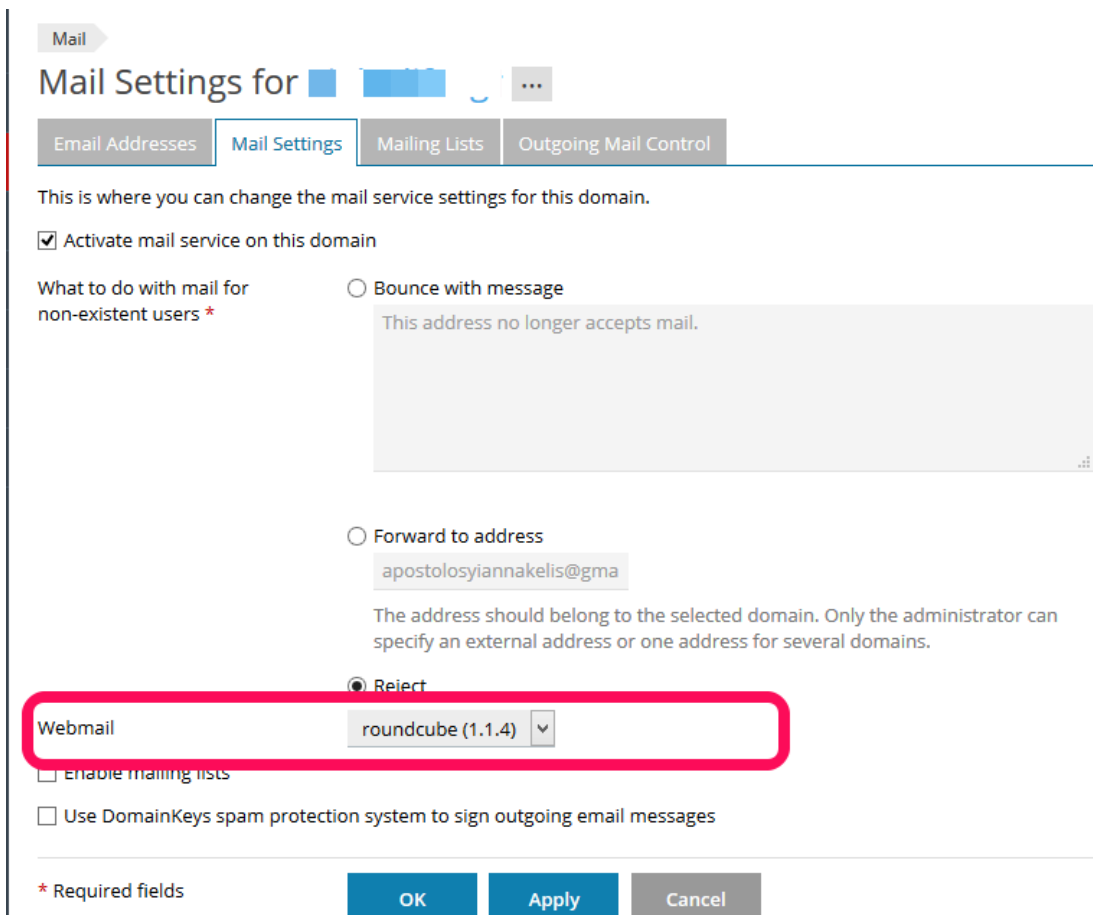 Mail
Mail Settings for
...
Email Addresses Mail Settings Mailing Lists Outgoing Mail Control
This is where you can change the mail service settings for this domain.
Activate mail service on this domain
What to do with mail for
non-existent users *
Bounce with message
This address no longer accepts mail.
Forward to address
apostolosyiannakelis@gma
The address should belong to the selected domain. Only the administrator can
specify an external address or one address for several domains.
Reject
Webmail roundcube (1.1.4)
Enable mailing lists
Use DomainKeys spam protection system to sign outgoing email messages
* Required fields OK Apply Cancel